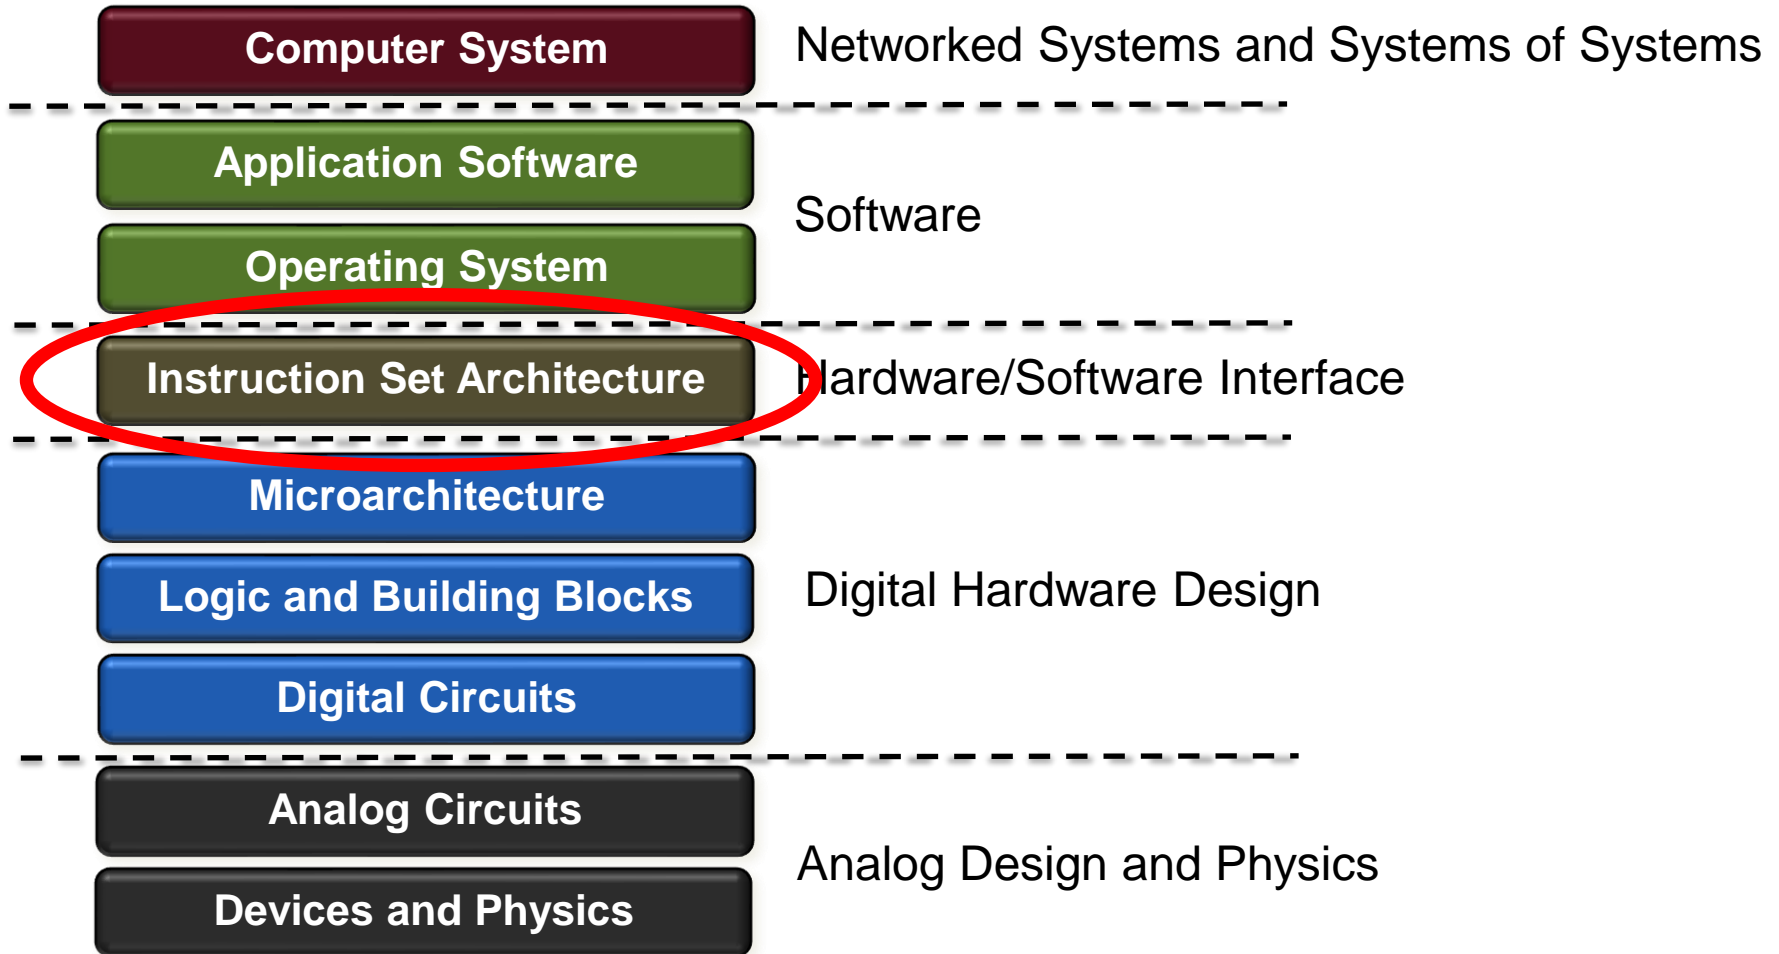 Computer System
Networked Systems and Systems of Systems
Application Software
Software
Operating System
Instruction Set Architecture
Hardware/Software Interface
Microarchitecture
Logic and Building Blocks
Digital Hardware Design
Digital Circuits
Analog Circuits
Analog Design and Physics
Devices and Physics